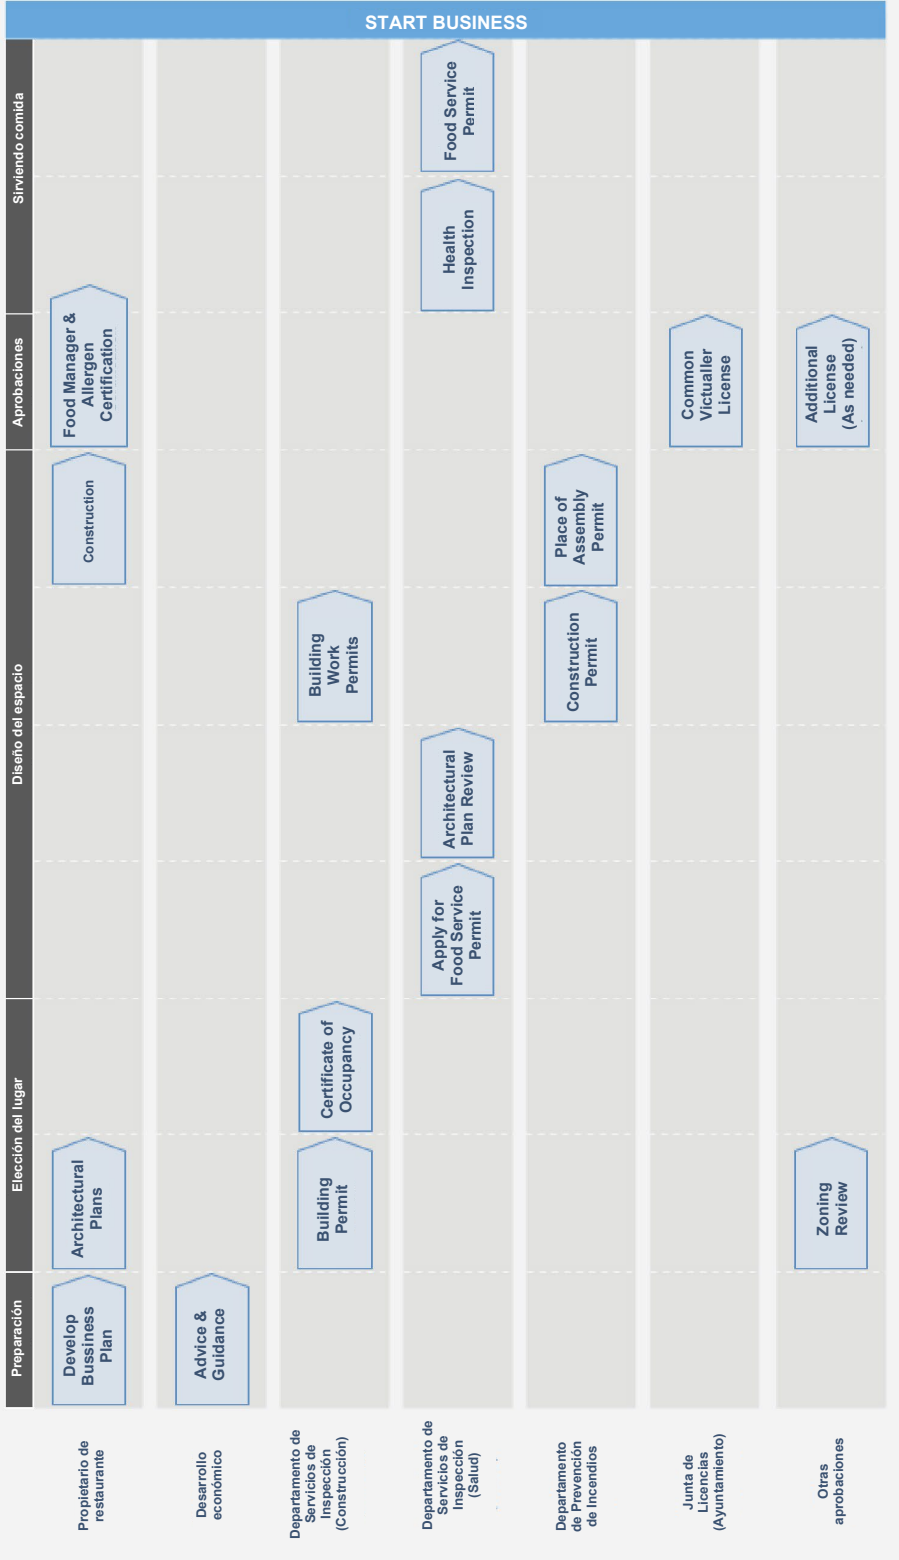 START BUSINESS
Preparación
Elección del lugar
Diseño del espacio
Aprobaciones
Sirviendo comida
Propietario de
restaurante
Develop
Bussiness
Plan
Architectural
Plans
Construction
Food Manager &
Allergen
Certification
Desarrollo
económico
Advice &
Guidance
Departamento de
Servicios de
Inspección
(Construcción)
Building
Permit
Certificate of
Occupancy
Building
Work
Permits
Departamento de
Servicios de
Inspección
(Salud)
Apply for
Food Service
Permit
Architectural
Plan Review
Health
Inspection
Food Service
Permit
Departamento
de Prevención
de Incendios
Construction
Permit
Place of
Assembly
Permit
Junta de
Licencias
(Ayuntamiento)
Common
Victualler
License
Otras
aprobaciones
Zoning
Review
Additional
License
(As needed)